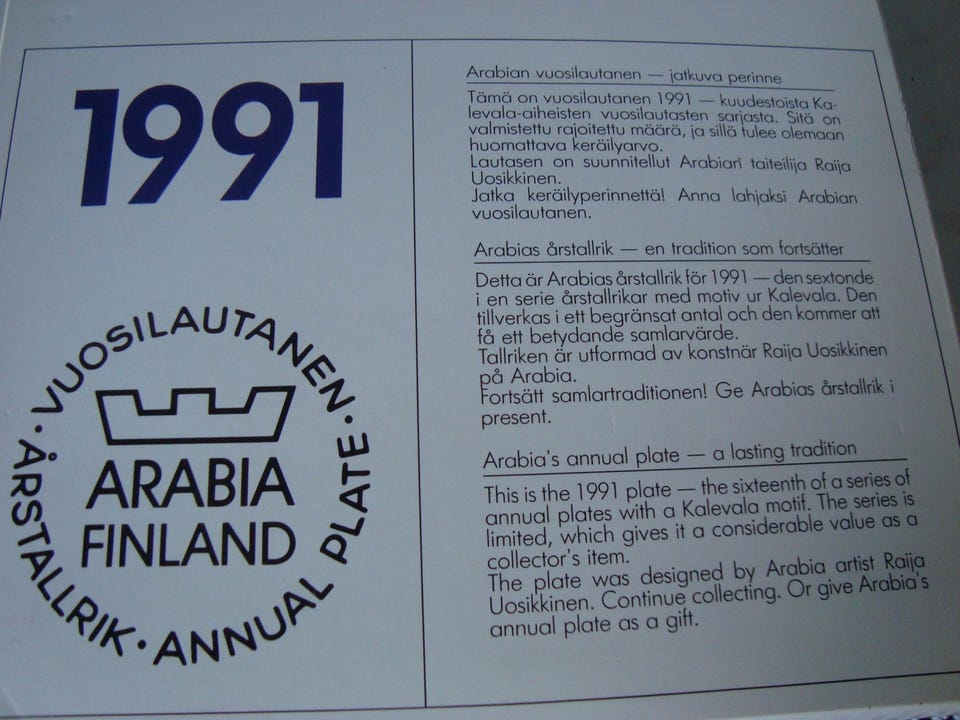 1991
VUOSILAUTANEN ·
ANNUAL PLATE ·
ÅRSTALLRIK ·
ARABIA
FINLAND
Arabian vuosilautanen — jatkuva perinne
Tämä on vuosilautanen 1991 — kuudestoista Ka-
levala-aiheisten vuosilautasten sarjasta. Sitä on
valmistettu rajoitettu määrä, ja sillä tulee olemaan
huomattava keräilyarvo.
Lautasen on suunnitellut Arabian taiteilija Raija
Uosikkinen.
Jatka keräilyperinnettä! Anna lahjaksi Arabian
vuosilautanen.
Arabias årstallrik — en tradition som fortsätter
Detta är Arabias årstallrik för 1991 — den sextonde
i en serie årstallrikar med motiv ur Kalevala. Den
tillverkas i ett begränsat antal och den kommer att
få ett betydande samlarvärde.
Tallriken är utformad av konstnär Raija Uosikkinen
på Arabia.
Fortsätt samlartraditionen! Ge Arabias årstallrik i
present.
Arabia's annual plate — a lasting tradition
This is the 1991 plate — the sixteenth of a series of
annual plates with a Kalevala motif. The series is
limited, which gives it a considerable value as a
collector's item.
The plate was designed by Arabia artist Raija
Uosikkinen. Continue collecting. Or give Arabia's
annual plate as a gift.